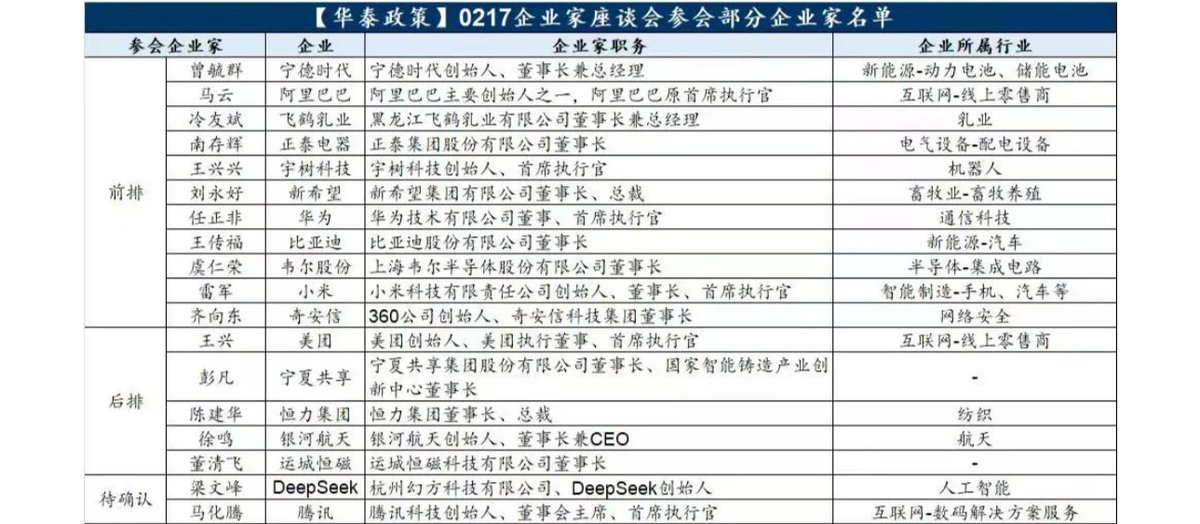 【华泰政策】0217企业家座谈会参会部分企业家名单
参会企业家 企业 企业家职务 企业所属行业
曾毓群 宁德时代 宁德时代创始人、董事长兼总经理 新能源-动力电池、储能电池
马云 阿里巴巴 阿里巴巴主要创始人之一，阿里巴巴原首席执行官 互联网-线上零售商
冷友斌 飞鹤乳业 黑龙江飞鹤乳业有限公司董事长兼总经理 乳业
南存辉 正泰电器 正泰集团股份有限公司董事长 电气设备-配电设备
王兴兴 宇树科技 宇树科技创始人、首席执行官 机器人
前排 刘永好 新希望 新希望集团有限公司董事长、总裁 畜牧业-畜牧养殖
任正非 华为 华为技术有限公司董事、首席执行官 通信科技
王传福 比亚迪 比亚迪股份有限公司董事长 新能源-汽车
虞仁荣 韦尔股份 上海韦尔半导体股份有限公司董事长 半导体-集成电路
雷军 小米 小米科技有限责任公司创始人、董事长、首席执行官 智能制造-手机、汽车等
齐向东 奇安信 360公司创始人、奇安信科技集团董事长 网络安全
王兴 美团 美团创始人、美团执行董事、首席执行官 互联网-线上零售商
彭凡 宁夏共享 宁夏共享集团股份有限公司董事长、国家智能铸造产业创 -
新中心董事长
后排 陈建华 恒力集团 恒力集团董事长、总裁 纺织
徐鸣 银河航天 银河航天创始人、董事长兼CEO 航天
董清飞 运城恒磁 运城恒磁科技有限公司董事长 -
待确认 梁文峰 DeepSeek 杭州幻方科技有限公司、DeepSeek创始人 人工智能
马化腾 腾讯 腾讯科技创始人、董事会主席、首席执行官 互联网-数码解决方案服务